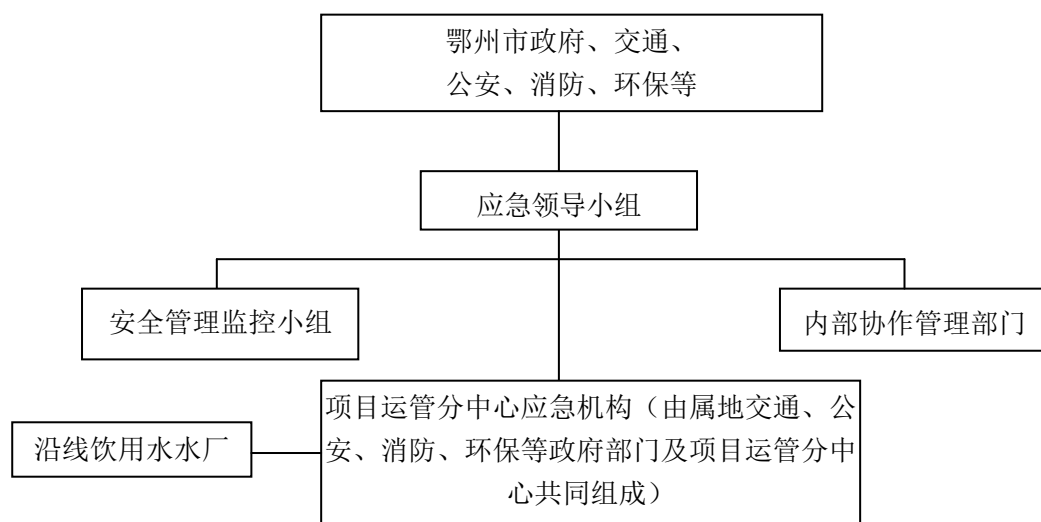 鄂州市政府、交通、
公安、消防、环保等
应急领导小组
安全管理监控小组
内部协作管理部门
项目运管分中心应急机构（由属地交通、公
安、消防、环保等政府部门及项目运管分中
心共同组成）
沿线饮用水水厂